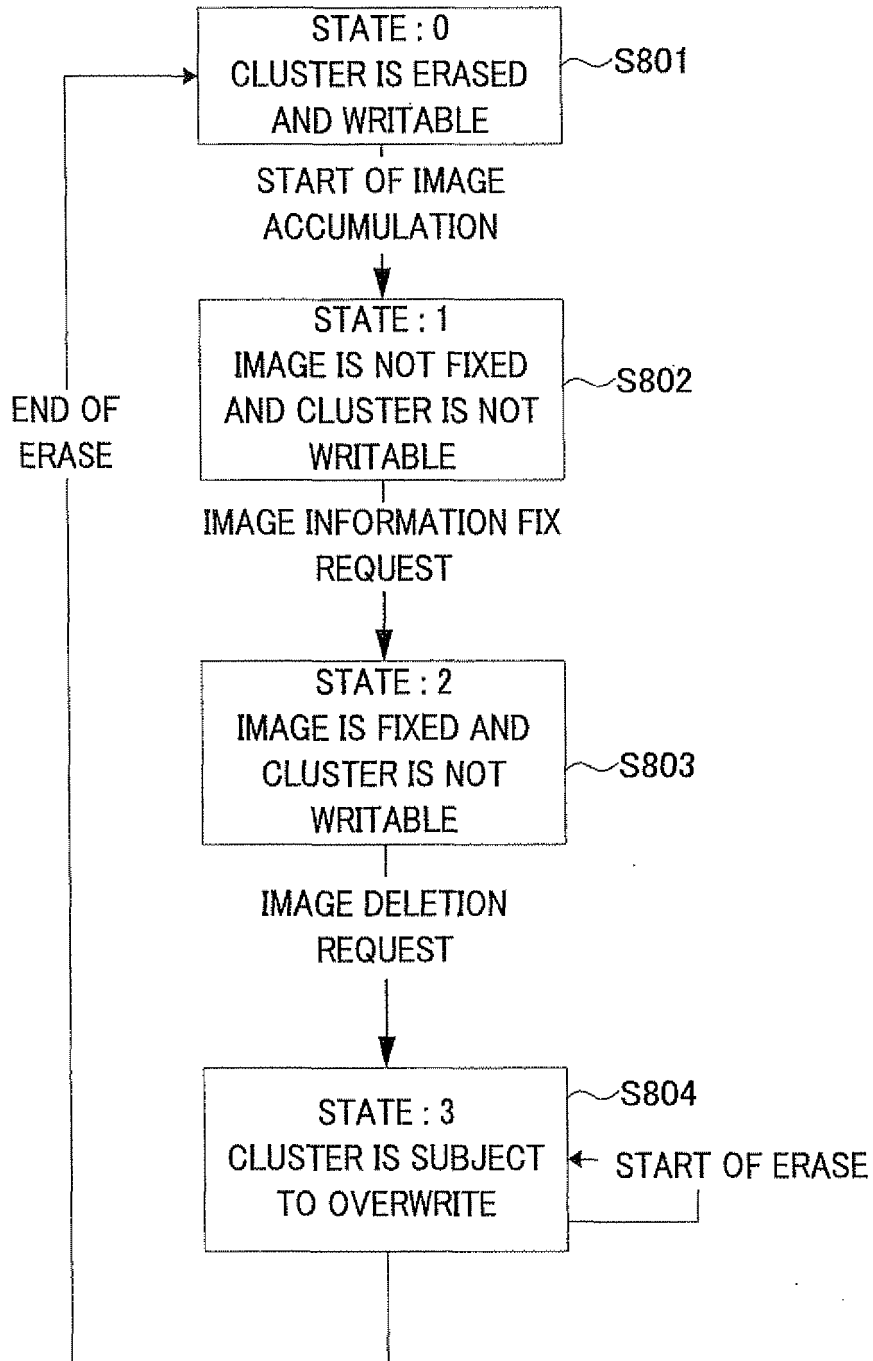 STATE : 0
CLUSTER IS ERASED
AND WRITABLE
S801
START OF IMAGE
ACCUMULATION
STATE : 1
IMAGE IS NOT FIXED
AND CLUSTER IS NOT
WRITABLE
S802
END OF
ERASE
IMAGE INFORMATION FIX
REQUEST
STATE : 2
IMAGE IS FIXED AND
CLUSTER IS NOT
WRITABLE
S803
IMAGE DELETION
REQUEST
STATE : 3
CLUSTER IS SUBJECT
TO OVERWRITE
S804
START OF ERASE